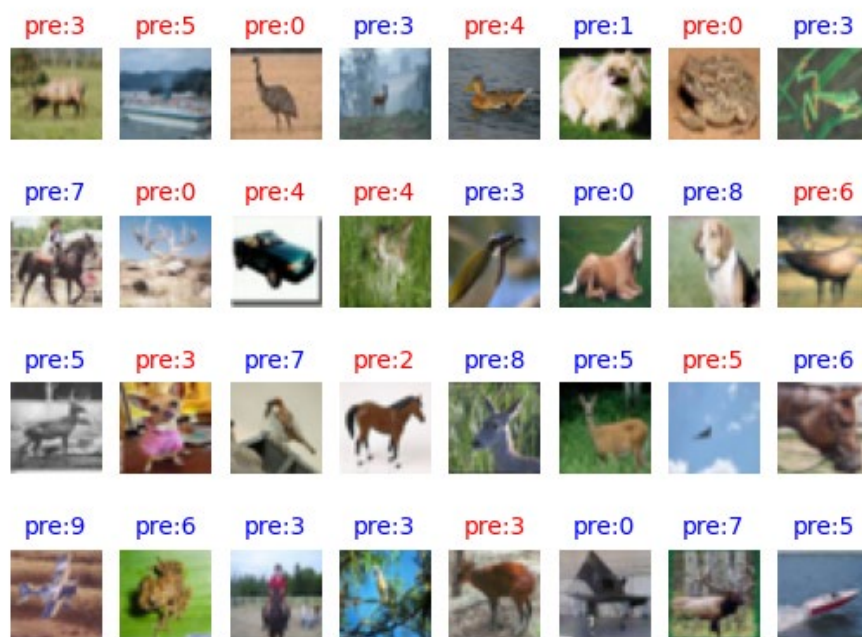 pre:3 pre:5 pre:0 pre:3 pre:4 pre:1 pre:0 pre:3
pre:7 pre:0 pre:4 pre:4 pre:3 pre:0 pre:8 pre:6
pre:5 pre:3 pre:7 pre:2 pre:8 pre:5 pre:5 pre:6
pre:9 pre:6 pre:3 pre:3 pre:3 pre:0 pre:7 pre:5